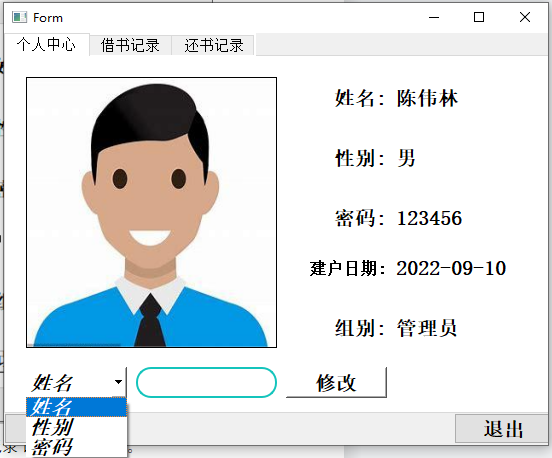 Form
个人中心 借书记录 还书记录
姓名: 陈伟林
性别: 男
密码: 123456
建户日期: 2022-09-10
组别: 管理员
姓名 修改
姓名
性别
密码
退出